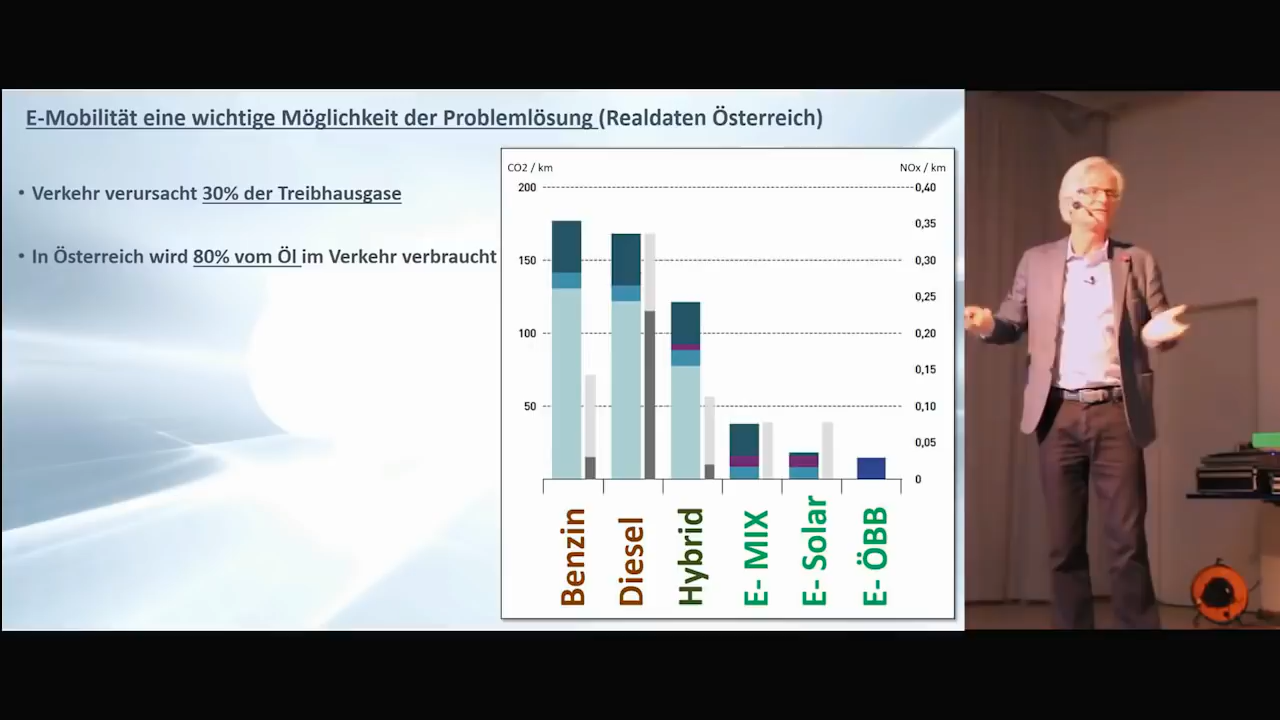 E-Mobilität eine wichtige Möglichkeit der Problemlösung (Realdaten Österreich)
• Verkehr verursacht 30% der Treibhausgase
• In Österreich wird 80% vom Öl im Verkehr verbraucht
CO2 / km
NOx / km
200
0,40
0,35
150
0,30
0,25
100
0,20
0,15
50
0,10
0,05
0
Benzin
Diesel
Hybrid
E- MIX
E- Solar
E- ÖBB